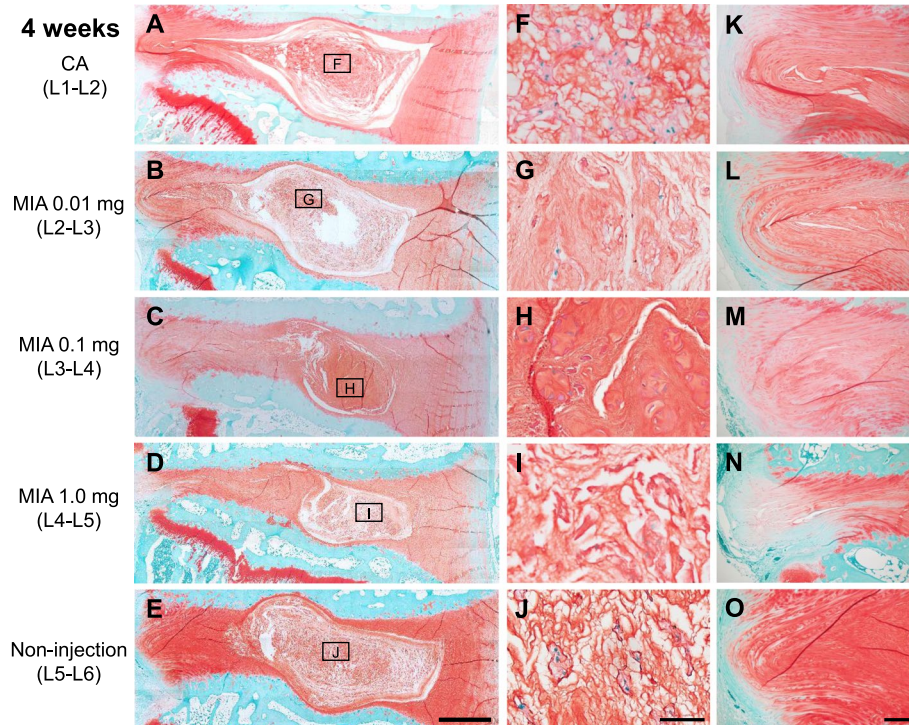 4 weeks
CA
(L1-L2)
A
F
F
K
MIA 0.01 mg
(L2-L3)
B
G
G
L
MIA 0.1 mg
(L3-L4)
C
H
H
M
MIA 1.0 mg
(L4-L5)
D
I
I
N
Non-injection
(L5-L6)
E
J
J
O